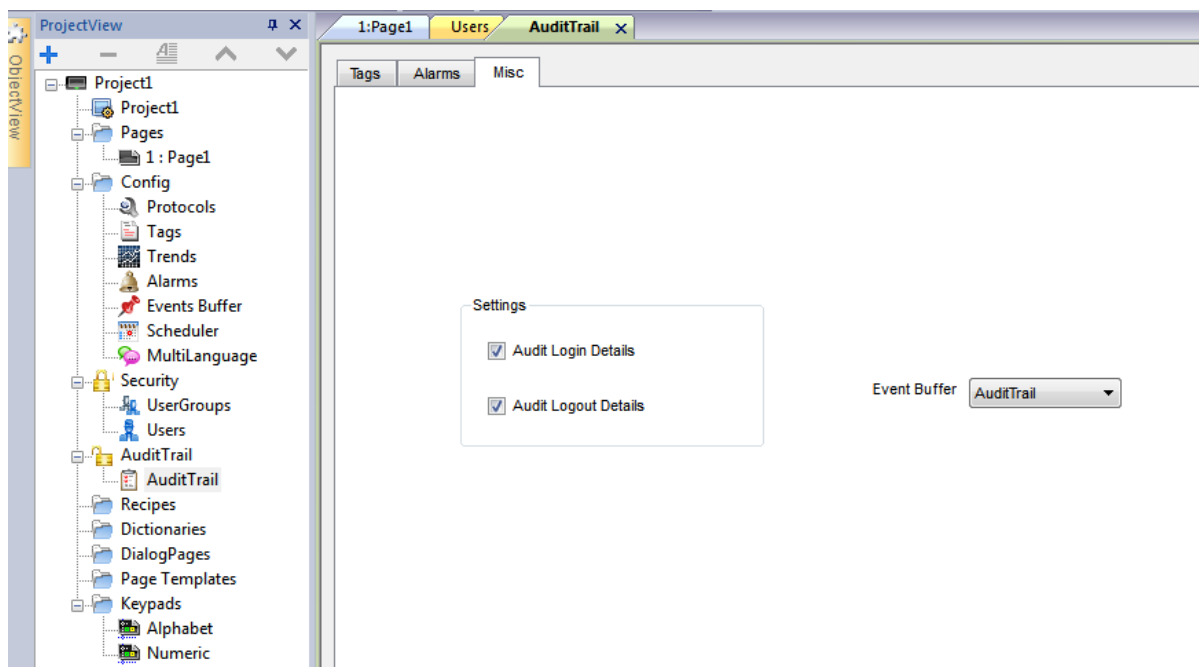 ObjectView
ProjectView
Project1
Project1
Pages
1 : Page1
Config
Protocols
Tags
Trends
Alarms
Events Buffer
Scheduler
MultiLanguage
Security
UserGroups
Users
AuditTrail
AuditTrail
Recipes
Dictionaries
DialogPages
Page Templates
Keypads
Alphabet
Numeric
1:Page1 Users AuditTrail
Tags Alarms Misc
Settings
Audit Login Details
Audit Logout Details
Event Buffer AuditTrail